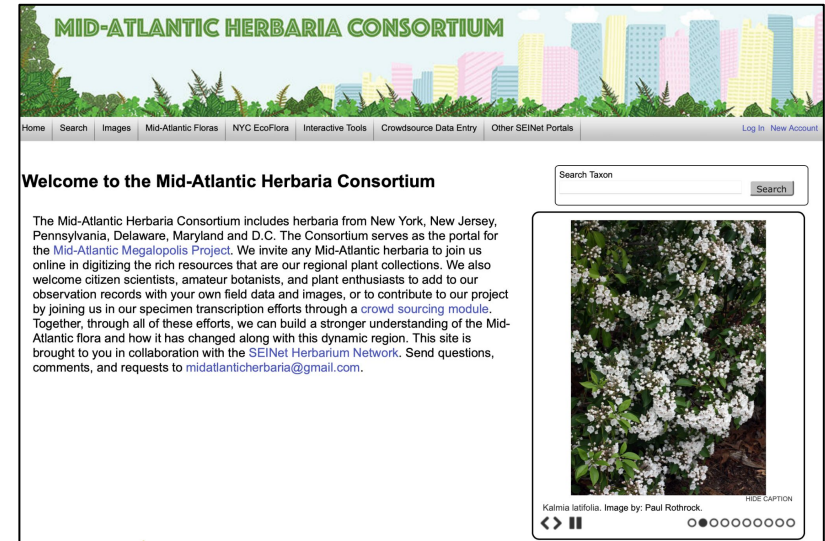 MID-ATLANTIC HERBARIA CONSORTIUM
Home Search Images Mid-Atlantic Floras NYC EcoFlora Interactive Tools Crowdsource Data Entry Other SEINet Portals Log In New Account
Welcome to the Mid-Atlantic Herbaria Consortium
The Mid-Atlantic Herbaria Consortium includes herbaria from New York, New Jersey,
Pennsylvania, Delaware, Maryland and D.C. The Consortium serves as the portal for
the Mid-Atlantic Megalopolis Project. We invite any Mid-Atlantic herbaria to join us
online in digitizing the rich resources that are our regional plant collections. We also
welcome citizen scientists, amateur botanists, and plant enthusiasts to add to our
observation records with your own field data and images, or to contribute to our project
by joining us in our specimen transcription efforts through a crowd sourcing module.
Together, through all of these efforts, we can build a stronger understanding of the Mid-
Atlantic flora and how it has changed along with this dynamic region. This site is
brought to you in collaboration with the SEINet Herbarium Network. Send questions,
comments, and requests to midatlanticherbaria@gmail.com.
Search Taxon
Search
HIDE CAPTION
Kalmia latifolia. Image by: Paul Rothrock.